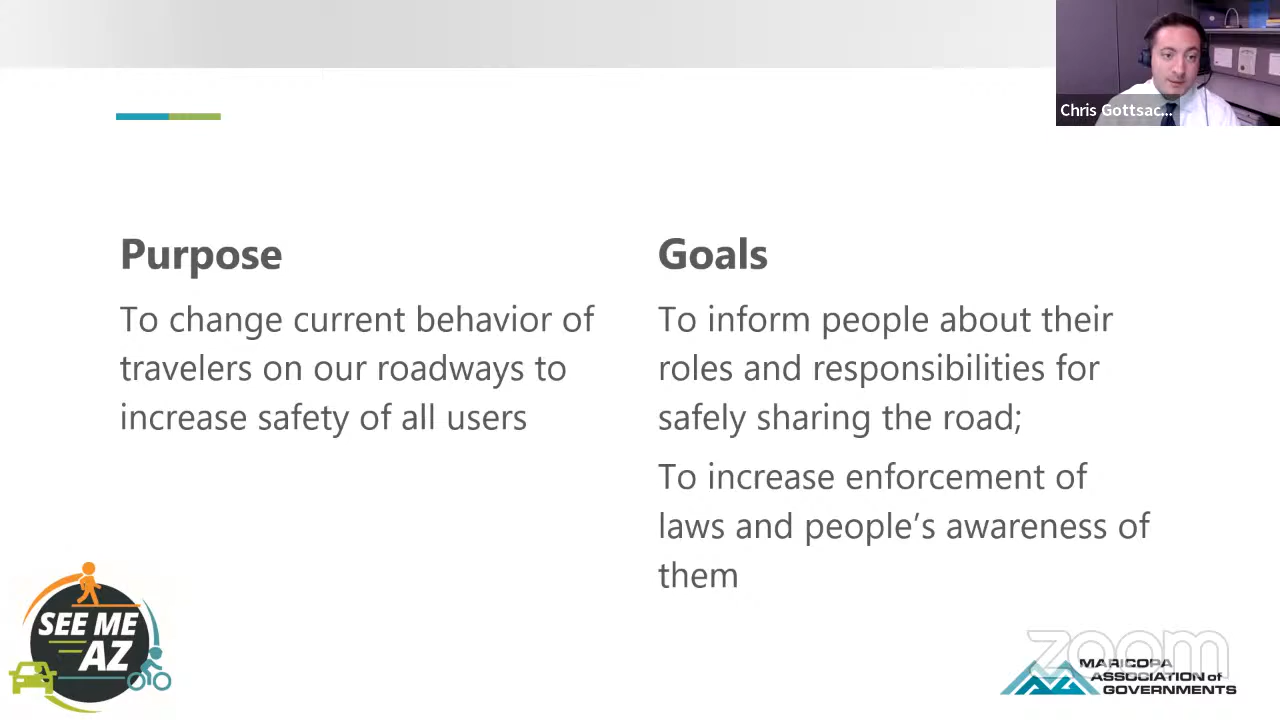 Chris Gottsac...
Purpose
To change current behavior of
travelers on our roadways to
increase safety of all users
Goals
To inform people about their
roles and responsibilities for
safely sharing the road;
To increase enforcement of
laws and people’s awareness of
them
SEE ME
AZ
zoom
MARICOPA
ASSOCIATION of
GOVERNMENTS